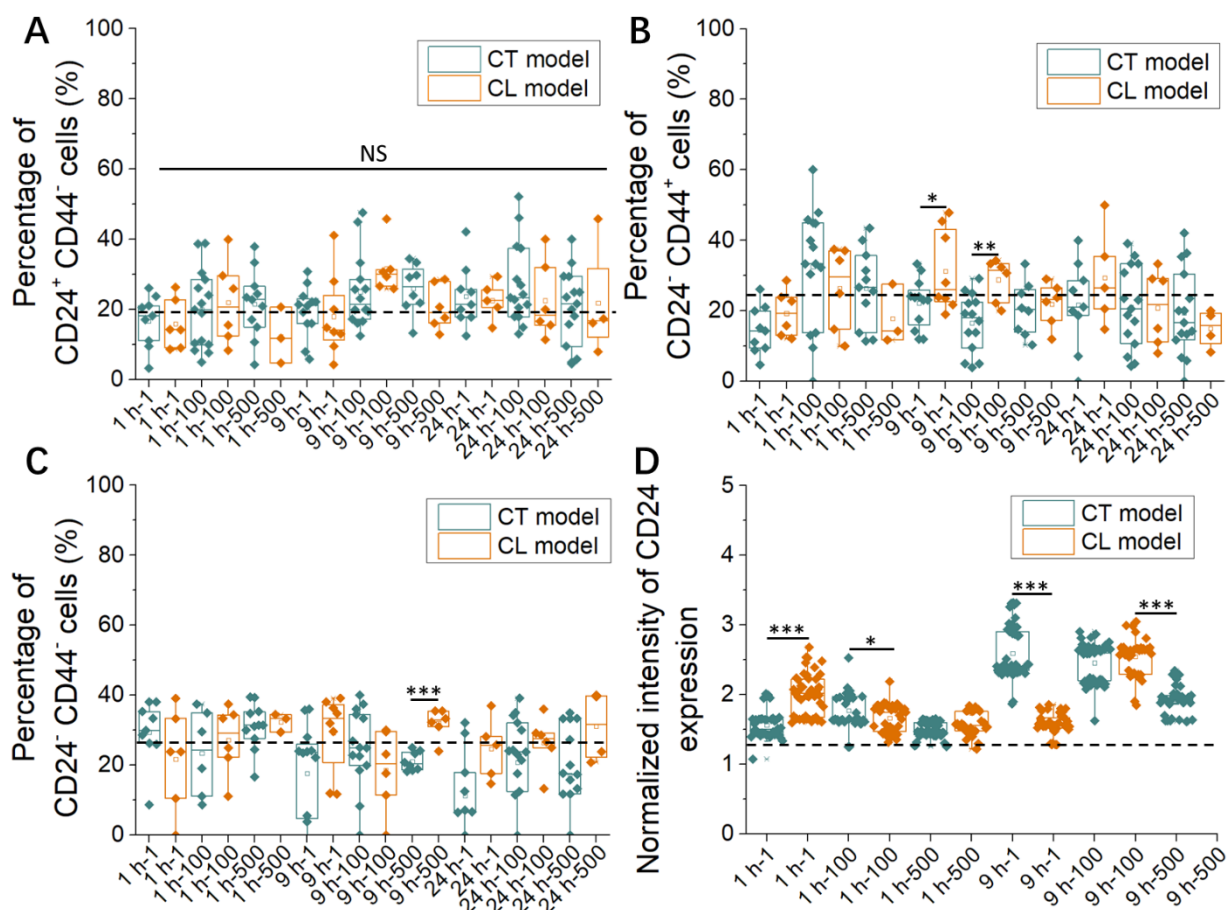 A
Percentage of
CD24⁺ CD44⁻ cells (%)
100
80
60
40
20
0
CT model
CL model
NS
1 h-1
1 h-1
1 h-100
1 h-100
1 h-500
1 h-500
9 h-1
9 h-1
9 h-100
9 h-100
9 h-500
9 h-500
24 h-1
24 h-1
24 h-100
24 h-100
24 h-500
24 h-500
B
Percentage of
CD24⁻ CD44⁺ cells (%)
100
80
60
40
20
0
CT model
CL model
*
**
1 h-1
1 h-1
1 h-100
1 h-100
1 h-500
1 h-500
9 h-1
9 h-1
9 h-100
9 h-100
9 h-500
9 h-500
24 h-1
24 h-1
24 h-100
24 h-100
24 h-500
24 h-500
C
Percentage of
CD24⁻ CD44⁻ cells (%)
100
80
60
40
20
0
CT model
CL model
***
1 h-1
1 h-1
1 h-100
1 h-100
1 h-500
1 h-500
9 h-1
9 h-1
9 h-100
9 h-100
9 h-500
9 h-500
24 h-1
24 h-1
24 h-100
24 h-100
24 h-500
24 h-500
D
Normalized intensity of CD24
expression
5
4
3
2
1
0
CT model
CL model
***
*
***
***
1 h-1
1 h-1
1 h-100
1 h-100
1 h-500
1 h-500
9 h-1
9 h-1
9 h-100
9 h-100
9 h-500
9 h-500